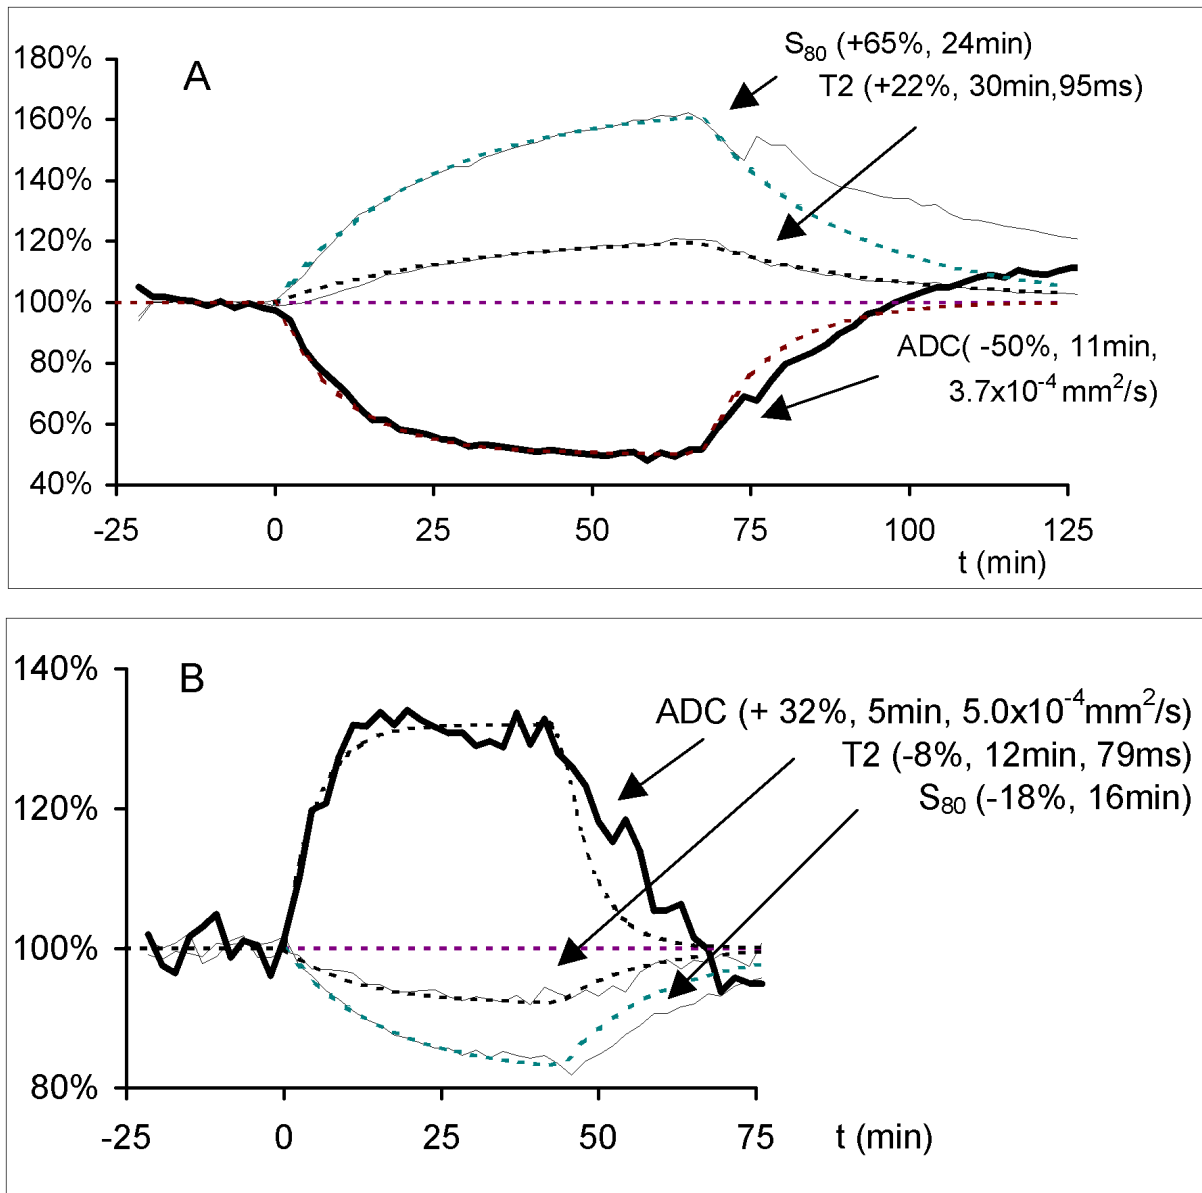 A
180%
160%
140%
120%
100%
80%
60%
40%
-25
0
25
50
75
100
125
t (min)
S₈₀ (+65%, 24min)
T2 (+22%, 30min,95ms)
ADC( -50%, 11min,
3.7x10⁻⁴ mm²/s)
B
140%
120%
100%
80%
-25
0
25
50
75
t (min)
ADC (+ 32%, 5min, 5.0x10⁻⁴mm²/s)
T2 (-8%, 12min, 79ms)
S₈₀ (-18%, 16min)